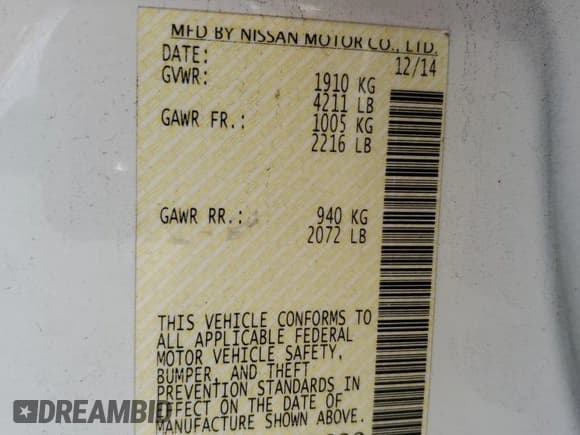 MFD BY NISSAN MOTOR CO., LTD.
DATE: 12/14
GVWR: 1910 KG
4211 LB
GAWR FR.: 1005 KG
2216 LB
GAWR RR.: 940 KG
2072 LB
THIS VEHICLE CONFORMS TO
ALL APPLICABLE FEDERAL
MOTOR VEHICLE SAFETY,
BUMPER, AND THEFT
PREVENTION STANDARDS IN
EFFECT ON THE DATE OF
MANUFACTURE SHOWN ABOVE.
DREAMBID